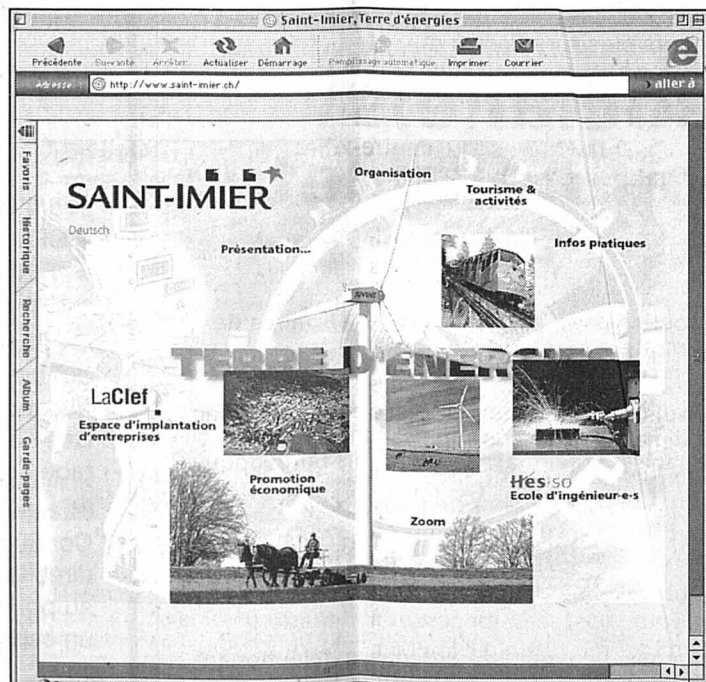 Saint-Imier, Terre d'énergies
Précédente Suivante Arrêter Actualiser Démarrage Remplissage automatique Imprimer Courrier
Adresse : http://www.saint-imier.ch/ aller à
Favoris
Historique
Recherche
Album
Garde-pages
Organisation
Tourisme &
activités
SAINT-IMIER
Deutsch
Présentation...
Infos pratiques
JUVENT
TERRE D'ENERGIES
LaClef
Espace d'implantation
d'entreprises
Promotion
économique
Hes·so
Ecole d'ingénieur·e·s
Zoom